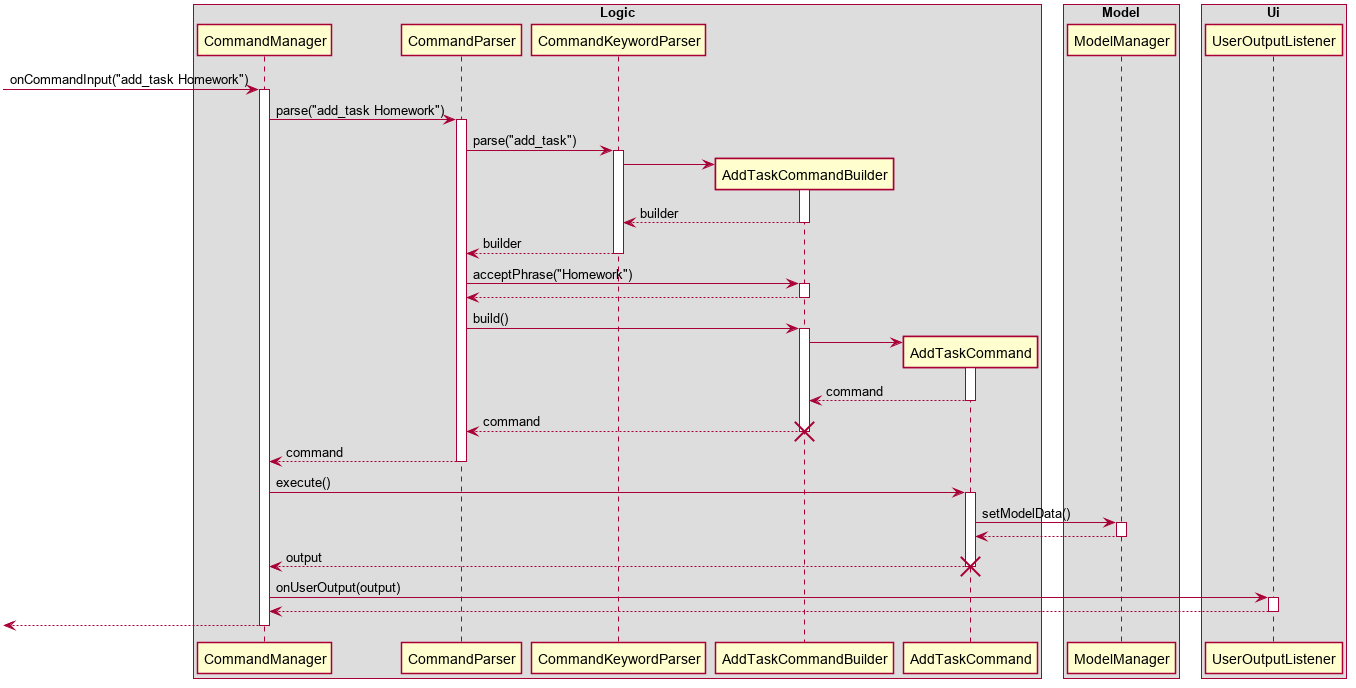 Logic
Model
Ui
CommandManager
CommandParser
CommandKeywordParser
ModelManager
UserOutputListener
onCommandInput("add_task Homework")
parse("add_task Homework")
parse("add_task")
AddTaskCommandBuilder
builder
builder
acceptPhrase("Homework")
build()
AddTaskCommand
command
command
command
execute()
setModelData()
output
onUserOutput(output)
CommandManager
CommandParser
CommandKeywordParser
AddTaskCommandBuilder
AddTaskCommand
ModelManager
UserOutputListener